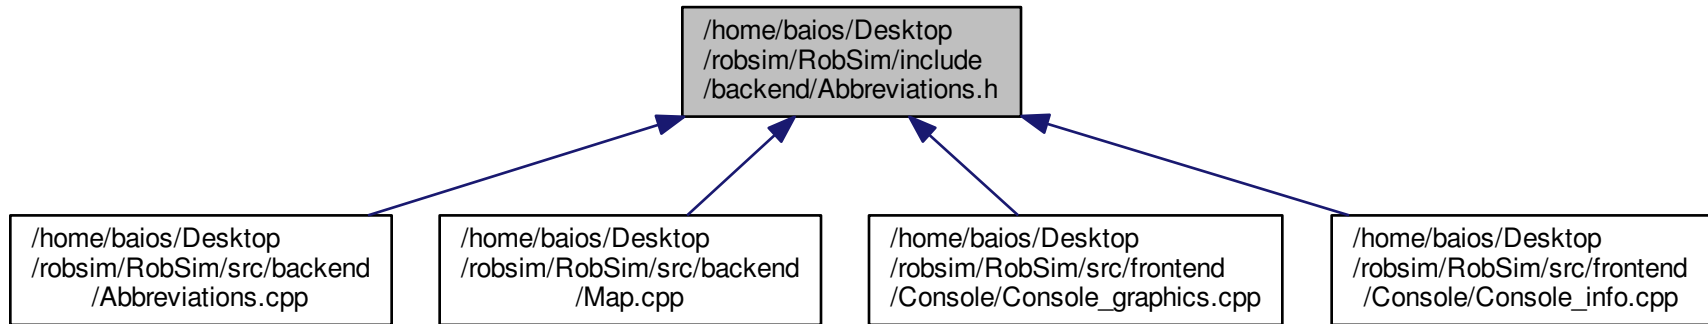 /home/baios/Desktop
/robsim/RobSim/include
/backend/Abbreviations.h
/home/baios/Desktop
/robsim/RobSim/src/backend
/Abbreviations.cpp
/home/baios/Desktop
/robsim/RobSim/src/backend
/Map.cpp
/home/baios/Desktop
/robsim/RobSim/src/frontend
/Console/Console_graphics.cpp
/home/baios/Desktop
/robsim/RobSim/src/frontend
/Console/Console_info.cpp